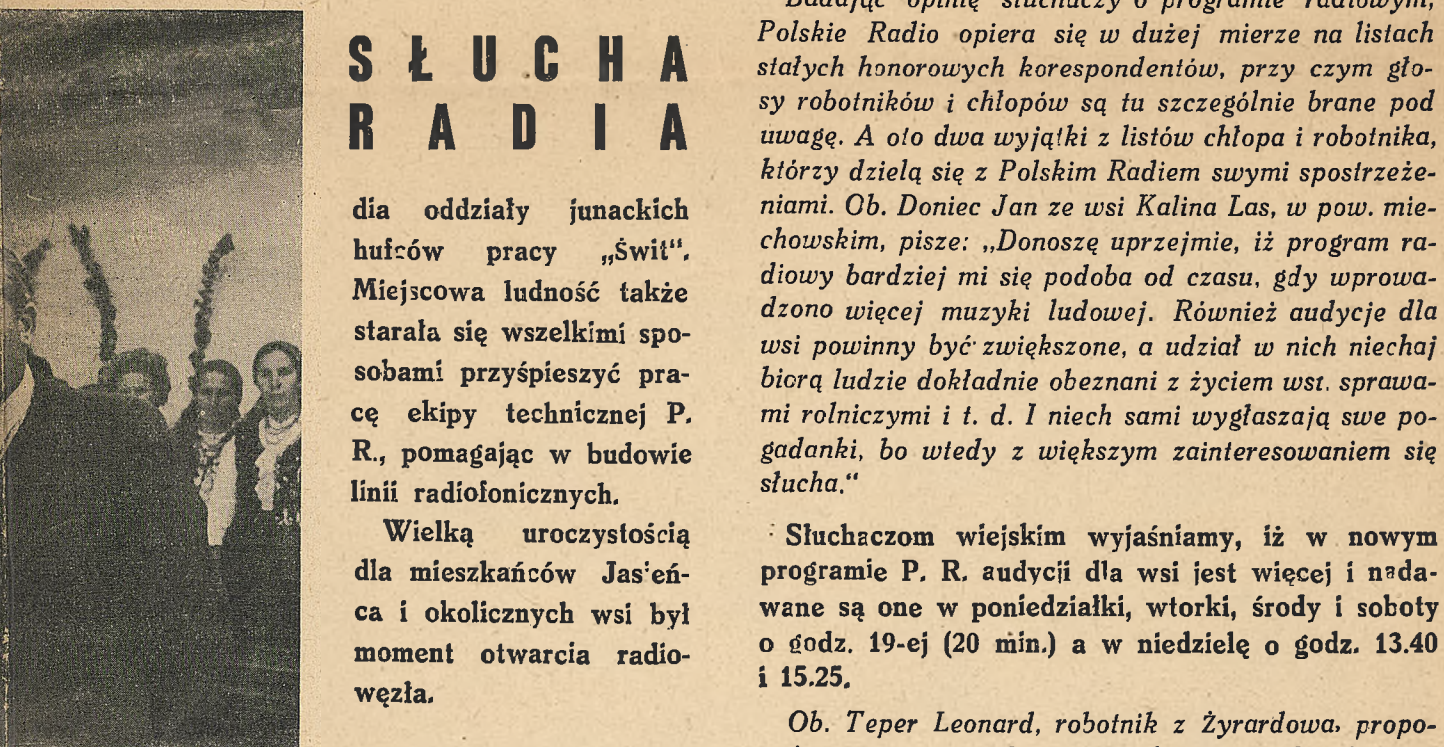 SŁUCHA
RADIA
dia oddziały junackich
hufców pracy „Świt“.
Miejscowa ludność także
starała się wszelkimi spo-
sobami przyśpieszyć pra-
cę ekipy technicznej P.
R., pomagając w budowie
linii radiofonicznych.
Wielką uroczystością
dla mieszkańców Jasień-
ca i okolicznych wsi był
moment otwarcia radio-
węzła.
Badając opinię słuchaczy o programie radiowym,
Polskie Radio opiera się w dużej mierze na listach
stałych honorowych korespondentów, przy czym gło-
sy robotników i chłopów są tu szczególnie brane pod
uwagę. A oto dwa wyjątki z listów chłopa i robotnika,
którzy dzielą się z Polskim Radiem swymi spostrzeże-
niami. Ob. Doniec Jan ze wsi Kalina Las, w pow. mie-
chowskim, pisze: „Donoszę uprzejmie, iż program ra-
diowy bardziej mi się podoba od czasu, gdy wprowa-
dzono więcej muzyki ludowej. Również audycje dla
wsi powinny być zwiększone, a udział w nich niechaj
biorą ludzie dokładnie obeznani z życiem wsi, sprawa-
mi rolniczymi i t. d. I niech sami wygłaszają swe po-
gadanki, bo wtedy z większym zainteresowaniem się
słucha.“
Słuchaczom wiejskim wyjaśniamy, iż w nowym
programie P. R. audycji dla wsi jest więcej i nada-
wane są one w poniedziałki, wtorki, środy i soboty
o godz. 19-ej (20 min.) a w niedzielę o godz. 13.40
i 15.25.
Ob. Teper Leonard, robotnik z Żyrardowa, propo-